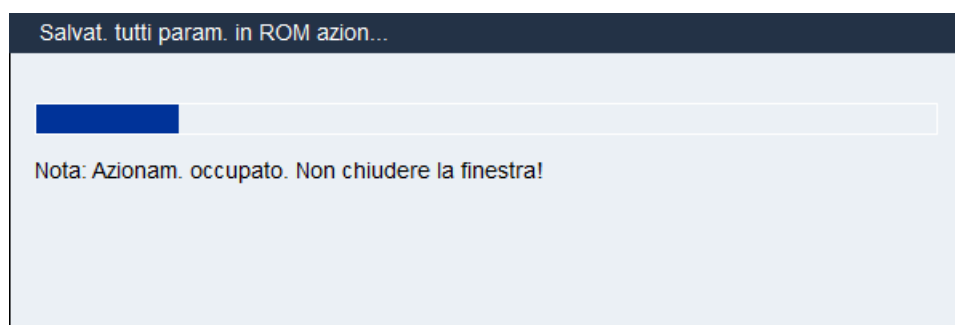 Salvat. tutti param. in ROM azion...
Nota: Azionam. occupato. Non chiudere la finestra!